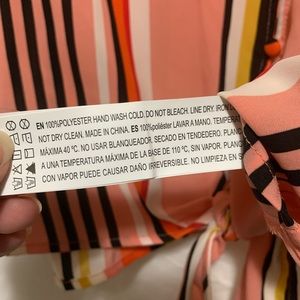 EN 100%POLYESTER HAND WASH COLD. DO NOT BLEACH. LINE DRY. IRON
NOT DRY CLEAN. MADE IN CHINA. ES 100%poliéster LAVAR A MANO. TEMPERA
MÁXIMA 40 ºC. NO USAR BLANQUEADOR. SECADO EN TENDEDERO. PLANC
A UNA TEMPERATURA MÁXIMA DE LA BASE DE 110 ºC, PLANCHAR
CON VAPOR PUEDE CAUSAR DAÑO IRREVERSIBLE. NO LIMPIEZA EN S